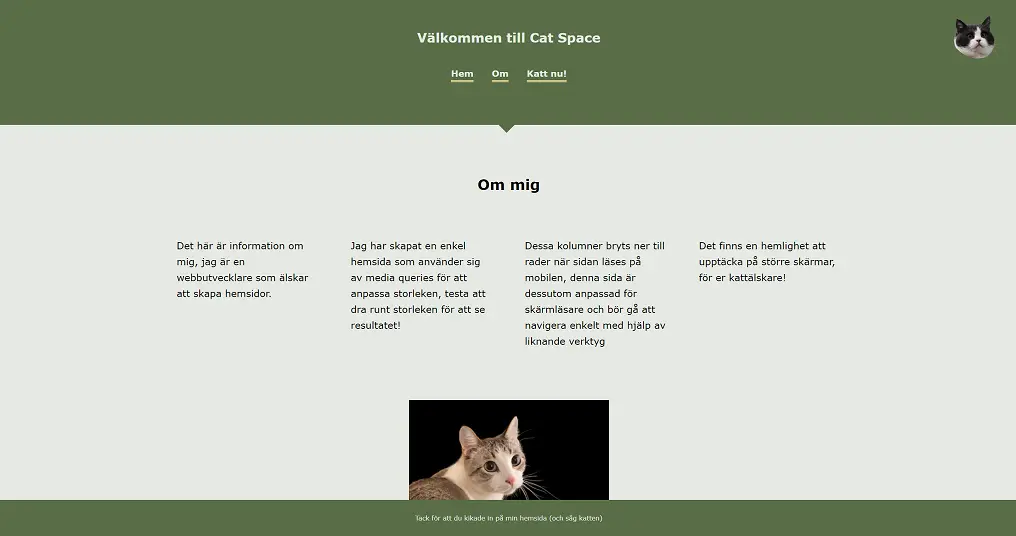 Välkommen till Cat Space
Hem Om Katt nu!
Om mig
Det här är information om
mig, jag är en
webbutvecklare som älskar
att skapa hemsidor.
Jag har skapat en enkel
hemsida som använder sig
av media queries för att
anpassa storleken, testa att
dra runt storleken för att se
resultatet!
Dessa kolumner bryts ner till
rader när sidan läses på
mobilen, denna sida är
dessutom anpassad för
skärmläsare och bör gå att
navigera enkelt med hjälp av
liknande verktyg
Det finns en hemlighet att
upptäcka på större skärmar,
för er kattälskare!
Tack för att du kikade in på min hemsida (och såg katten)